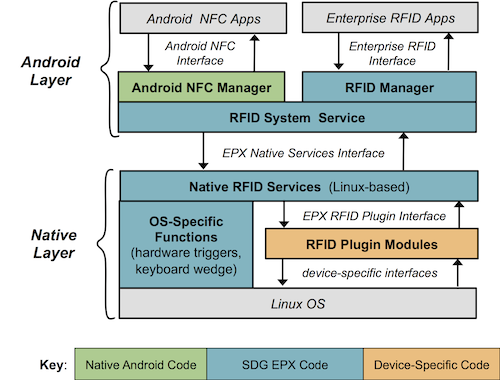 Android NFC Apps
Enterprise RFID Apps
Android NFC
Interface
Enterprise RFID
Interface
Android
Layer
Android NFC Manager
RFID Manager
RFID System Service
EPX Native Services Interface
Native RFID Services (Linux-based)
OS-Specific
Functions
(hardware triggers,
keyboard wedge)
EPX RFID Plugin Interface
Native
Layer
RFID Plugin Modules
device-specific interfaces
Linux OS
Key:
Native Android Code
SDG EPX Code
Device-Specific Code